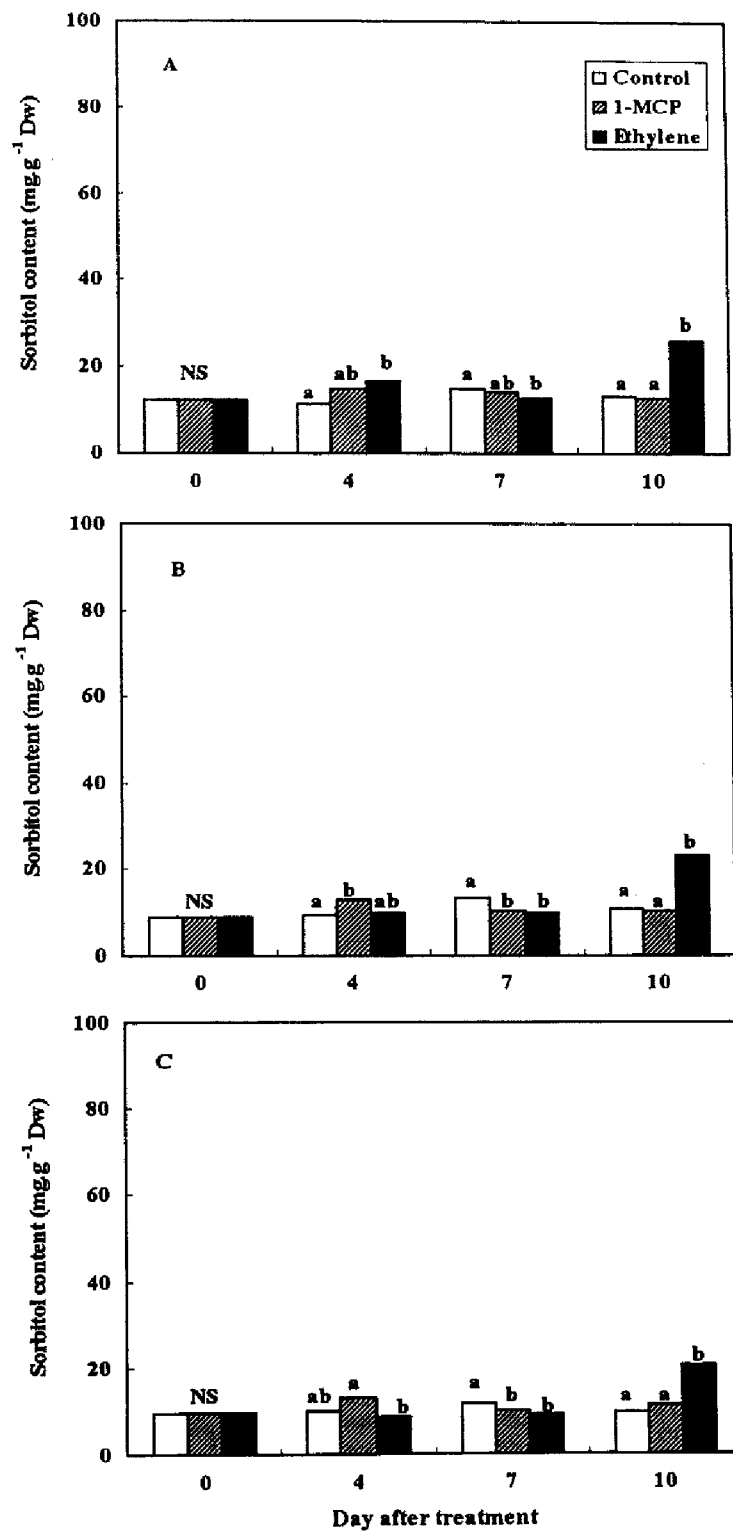 100
A
Control
1-MCP
Ethylene
80
60
40
20
0
Sorbitol content (mg.g⁻¹ Dw)
NS
a ab b
a ab b
a a b
0 4 7 10
100
B
80
60
40
20
0
Sorbitol content (mg.g⁻¹ Dw)
NS
a b ab
a b b
a a b
0 4 7 10
100
C
80
60
40
20
0
Sorbitol content (mg.g⁻¹ Dw)
NS
ab a b
a b b
a a b
0 4 7 10
Day after treatment